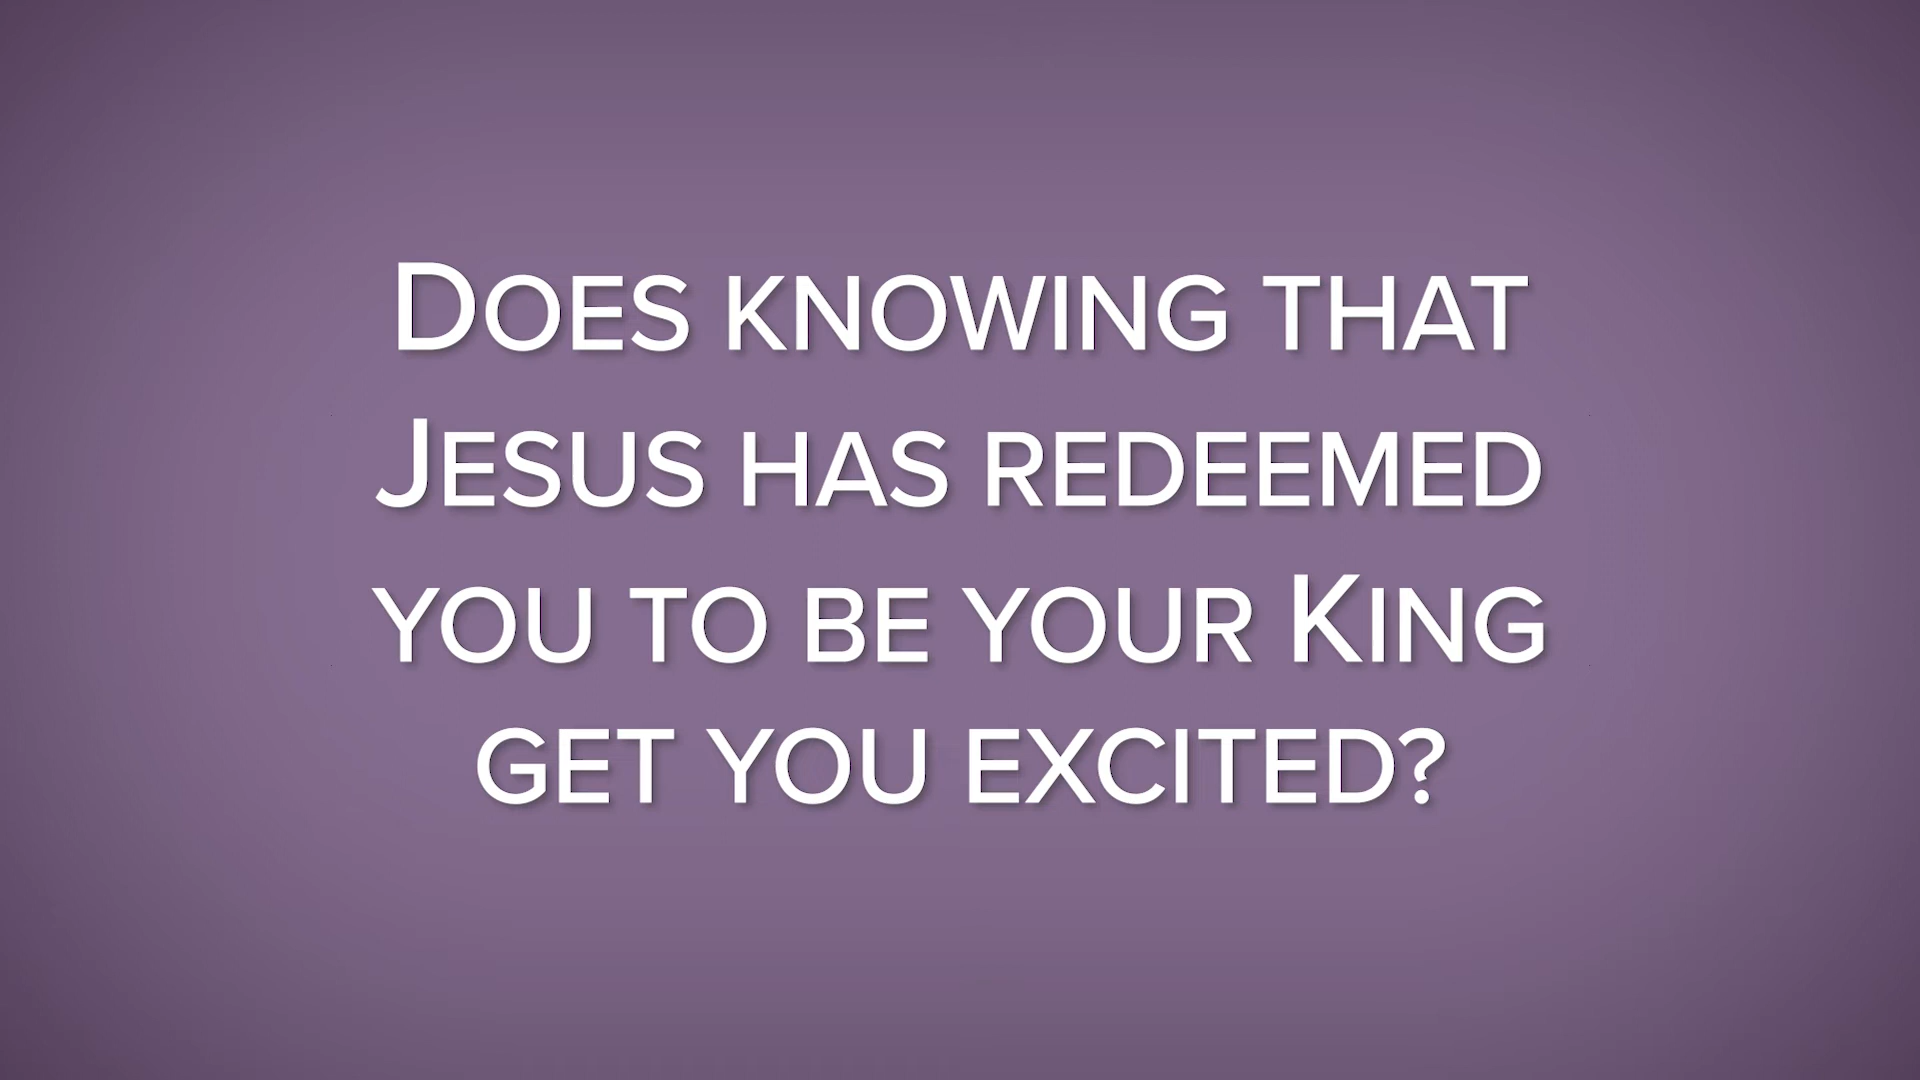 Does knowing that
Jesus has redeemed
you to be your King
get you excited?